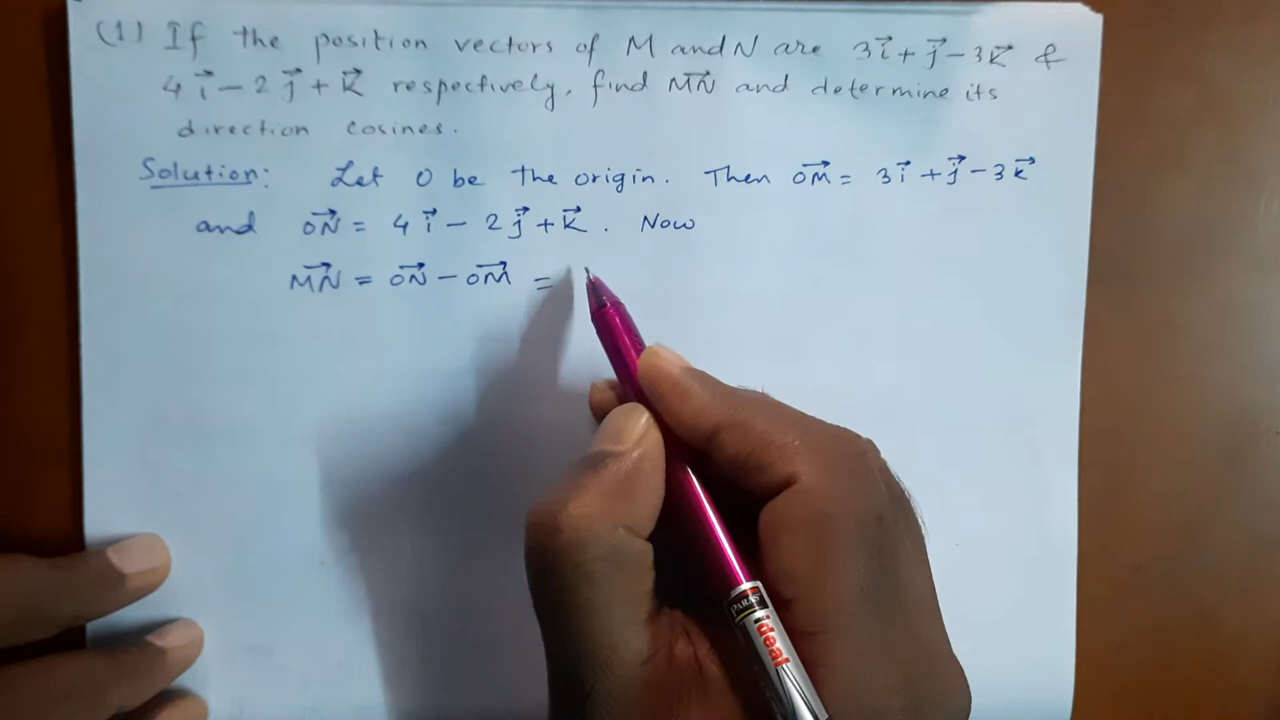 (1) If the position vectors of M and N are 3i⃗ + j⃗ − 3k⃗ &
4i⃗ − 2j⃗ + k⃗ respectively, find MN⃗ and determine its
direction cosines.
Solution: Let O be the origin. Then OM⃗ = 3i⃗ + j⃗ − 3k⃗
and ON⃗ = 4i⃗ − 2j⃗ + k⃗. Now
MN⃗ = ON⃗ − OM⃗ =
ideal